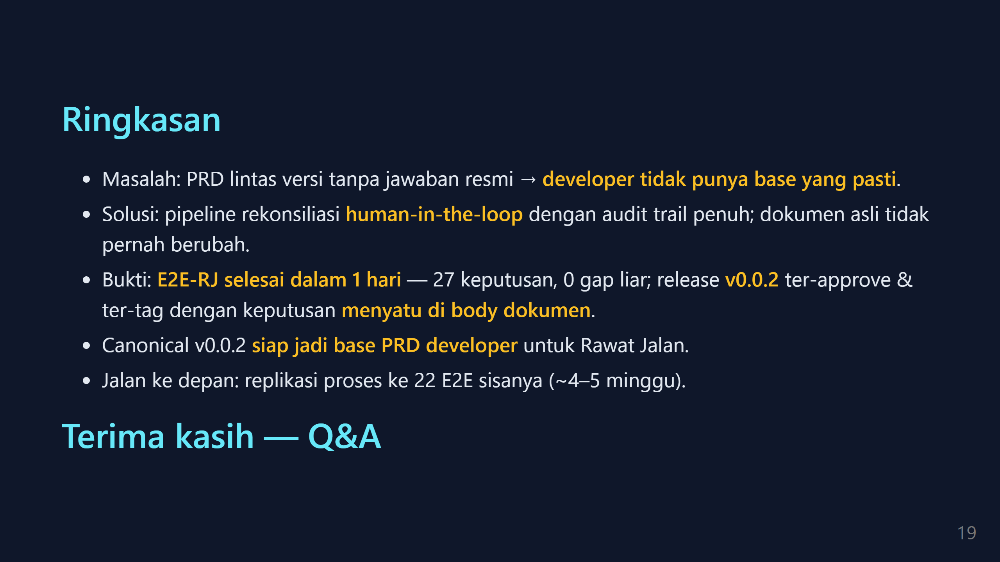 Ringkasan
• Masalah: PRD lintas versi tanpa jawaban resmi → developer tidak punya base yang pasti.
• Solusi: pipeline rekonsiliasi human-in-the-loop dengan audit trail penuh; dokumen asli tidak
pernah berubah.
• Bukti: E2E-RJ selesai dalam 1 hari — 27 keputusan, 0 gap liar; release v0.0.2 ter-approve &
ter-tag dengan keputusan menyatu di body dokumen.
• Canonical v0.0.2 siap jadi base PRD developer untuk Rawat Jalan.
• Jalan ke depan: replikasi proses ke 22 E2E sisanya (~4–5 minggu).
Terima kasih — Q&A
19